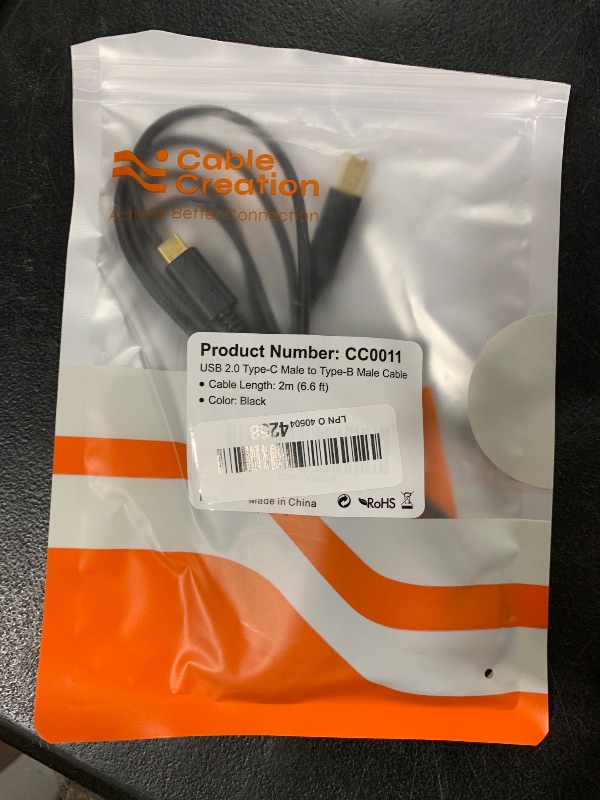 Cable
Creation
Achieve Better Connection
Product Number: CC0011
USB 2.0 Type-C Male to Type-B Male Cable
• Cable Length: 2m (6.6 ft)
• Color: Black
LPN O 40504
Made in China
RoHS